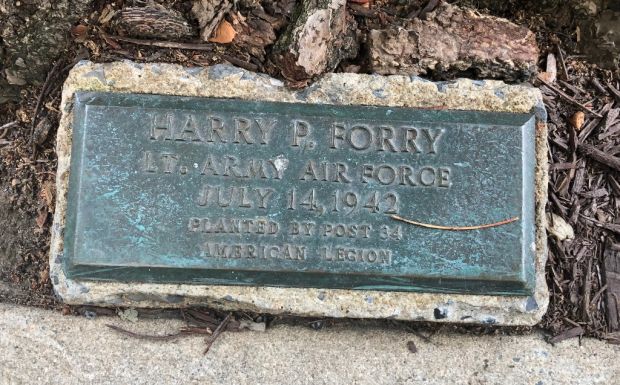 HARRY P. FORRY
LT. ARMY AIR FORCE
JULY 14, 1942
PLANTED BY POST 34
AMERICAN LEGION